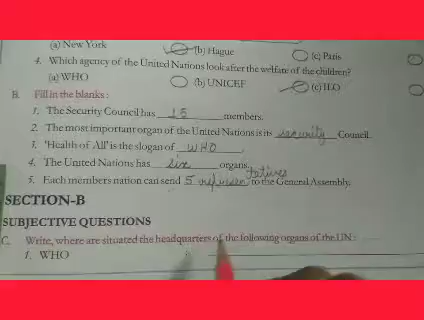 (a) New York (b) Hague (c) Paris
4. Which agency of the United Nations look after the welfare of the children?
(a) WHO (b) UNICEF (c) ILO
B. Fill in the blanks :
1. The Security Council has 15 members.
2. The most important organ of the United Nations is its security Council.
3. 'Health of All' is the slogan of WHO.
4. The United Nations has six organs.
5. Each members nation can send 5 to the General Assembly.
SECTION-B
SUBJECTIVE QUESTIONS
C. Write, where are situated the headquarters of the following organs of the UN :
1. WHO